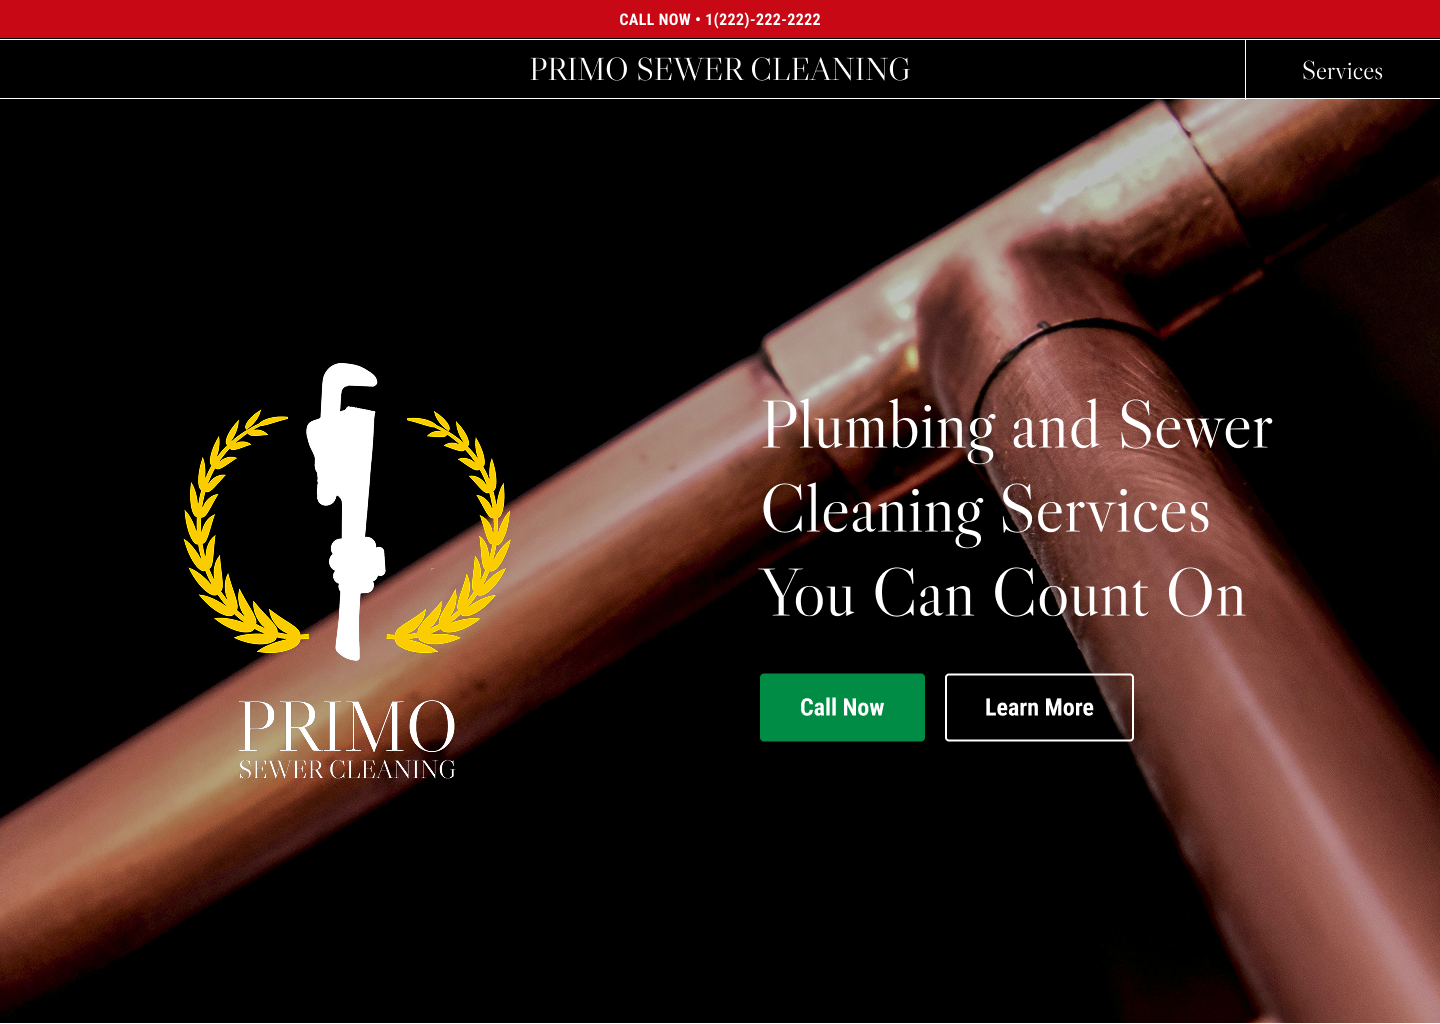 CALL NOW • 1(222)-222-2222
PRIMO SEWER CLEANING
Services
Plumbing and Sewer
Cleaning Services
You Can Count On
Call Now
Learn More
PRIMO
SEWER CLEANING